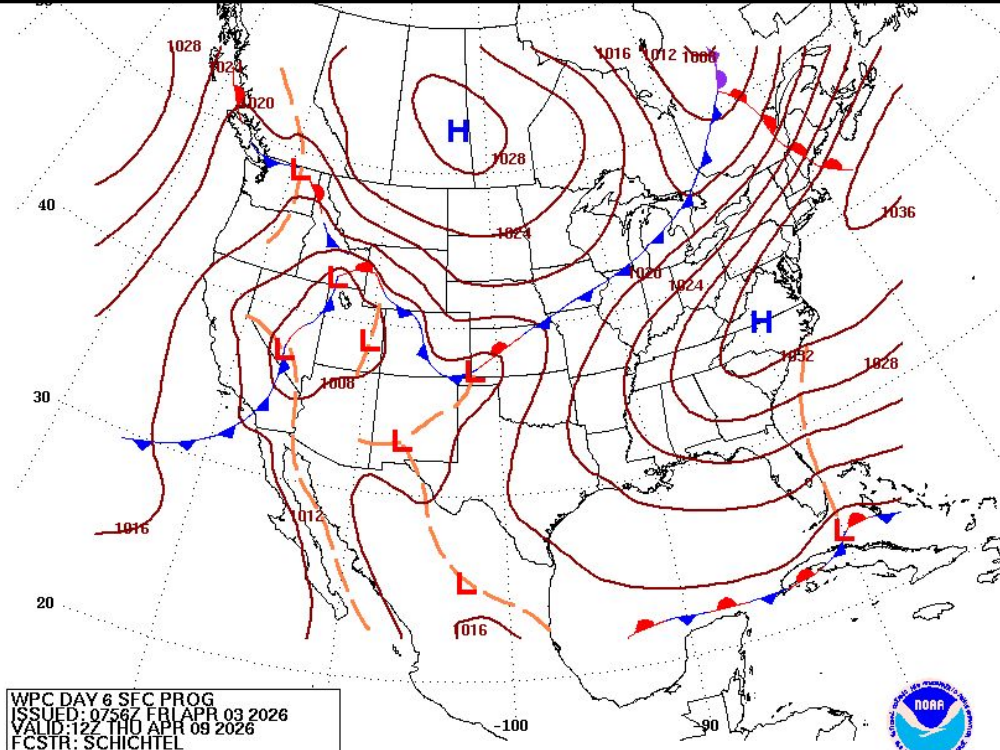 1028
1024
1020
1016
1012
1008
H
L
1028
40
1036
1024
1020
1024
L
H
L
L
1032
1028
L
1008
30
L
1016
1012
L
L
20
1016
WPC DAY 6 SEC PROG
ISSUED: 0756Z FRI APR 03 2026
VALID:12Z THU APR 09 2026
FCSTR: SCHICHTEL
-100
-90
NOAA